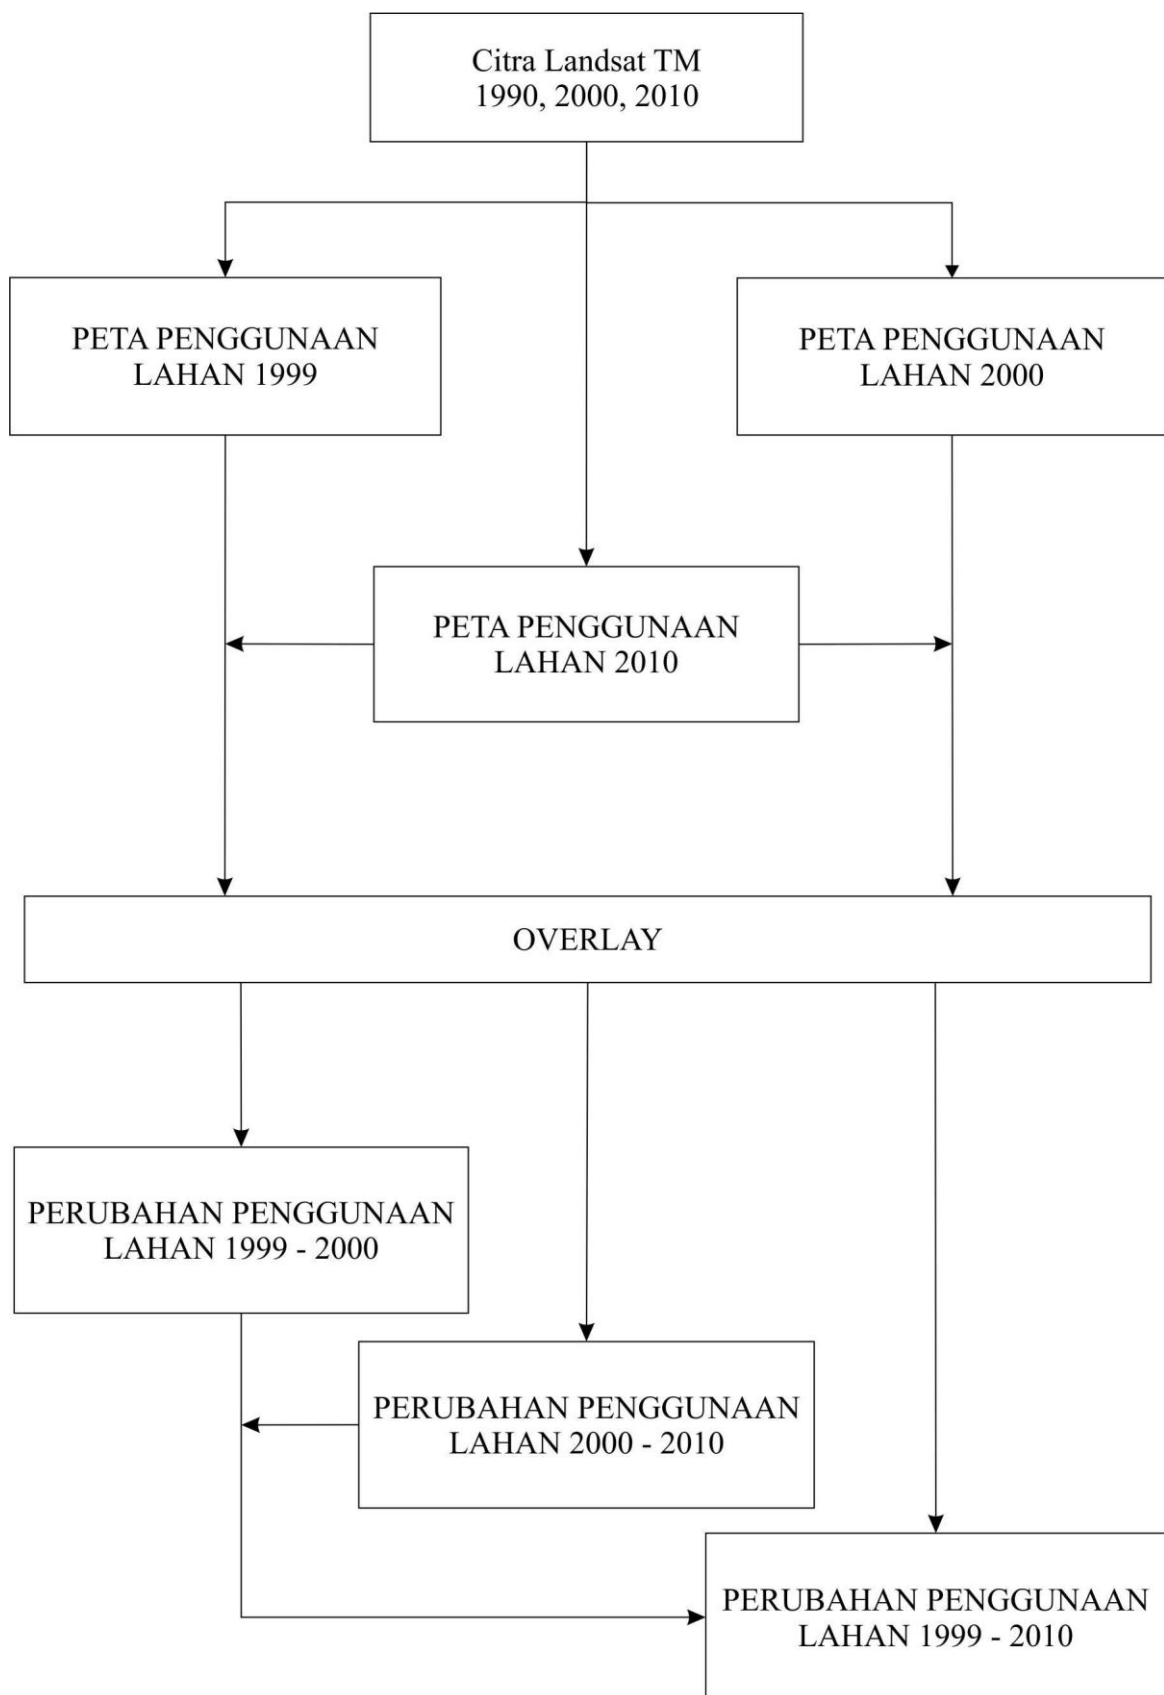 Citra Landsat TM
1990, 2000, 2010
PETA PENGGUNAAN
LAHAN 1999
PETA PENGGUNAAN
LAHAN 2000
PETA PENGGUNAAN
LAHAN 2010
OVERLAY
PERUBAHAN PENGGUNAAN
LAHAN 1999 - 2000
PERUBAHAN PENGGUNAAN
LAHAN 2000 - 2010
PERUBAHAN PENGGUNAAN
LAHAN 1999 - 2010